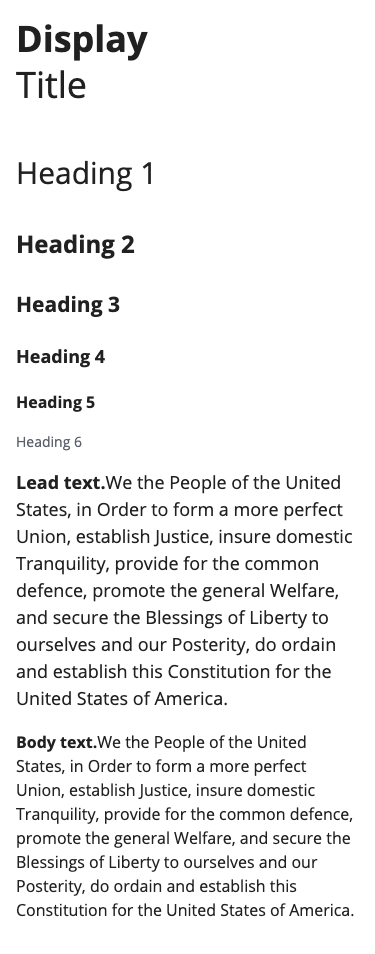 Display
Title
Heading 1
Heading 2
Heading 3
Heading 4
Heading 5
Heading 6
Lead text.We the People of the United
States, in Order to form a more perfect
Union, establish Justice, insure domestic
Tranquility, provide for the common
defence, promote the general Welfare,
and secure the Blessings of Liberty to
ourselves and our Posterity, do ordain
and establish this Constitution for the
United States of America.
Body text.We the People of the United
States, in Order to form a more perfect
Union, establish Justice, insure domestic
Tranquility, provide for the common defence,
promote the general Welfare, and secure the
Blessings of Liberty to ourselves and our
Posterity, do ordain and establish this
Constitution for the United States of America.